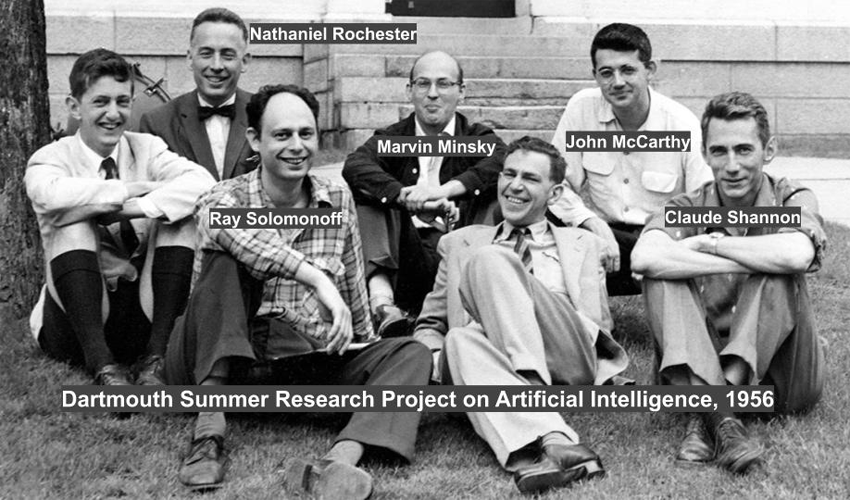 Nathaniel Rochester
Marvin Minsky
John McCarthy
Ray Solomonoff
Claude Shannon
Dartmouth Summer Research Project on Artificial Intelligence, 1956